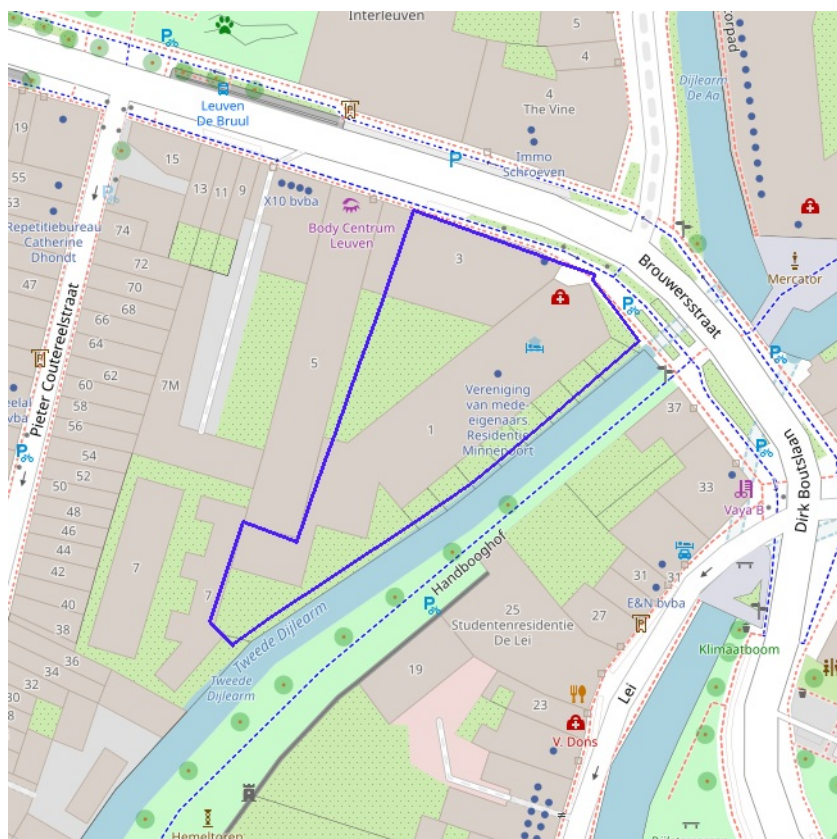 Interleuven
5
4
4
The Vine
Leuven
De Bruul
Immo
Schroeven
Dijlearm
De Aa
torpad
19
15
13
11
9
X10 bvba
Body Centrum
Leuven
55
53
Repetitiebureau
Catherine
Dhondt
74
72
70
68
66
64
62
60
58
56
54
52
50
48
46
44
42
40
38
36
34
32
30
28
47
7M
5
3
1
Brouwersstraat
Mercator
Pieter Coutereelstraat
bvba
Vereniging
van mede-
eigenaars
Residentie
Minnepoort
37
33
Vaya B
Dirk Boutslaan
7
7
Handbooghof
31
31
E&N bvba
27
25
Studentenresidentie
De Lei
Klimaatboom
Tweede Dijlearm
Tweede
Dijlearm
19
23
Lei
V. Dons
Hemeltoren